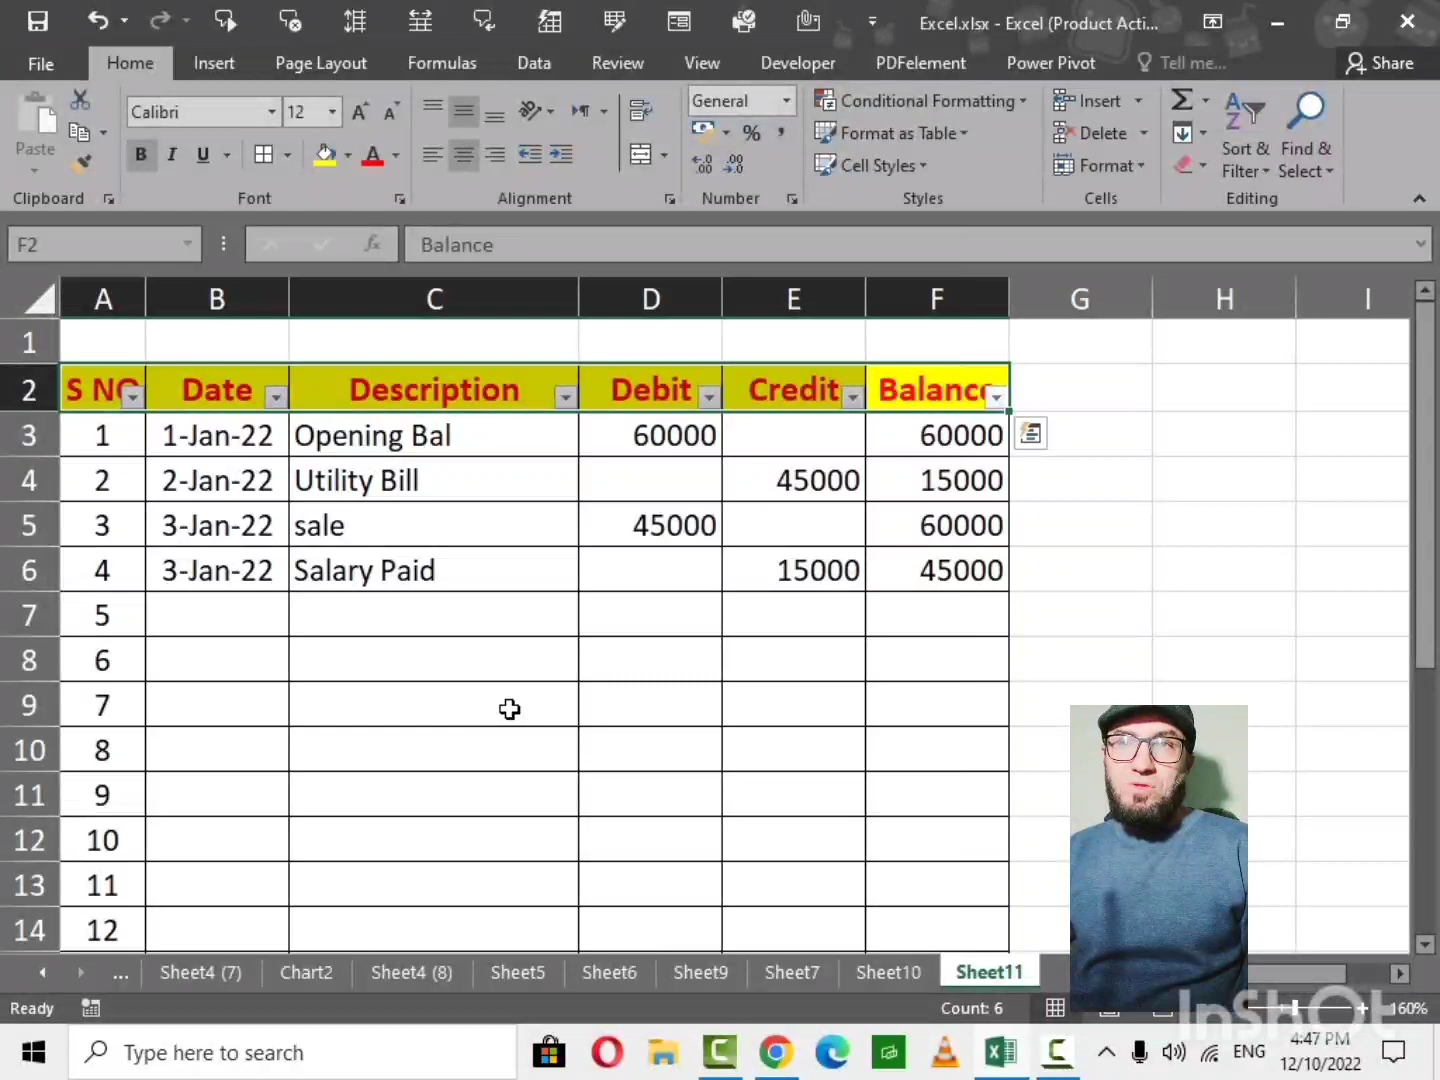 Excel.xlsx - Excel (Product Acti...
File Home Insert Page Layout Formulas Data Review View Developer PDFelement Power Pivot Tell me... Share
Calibri 12 General Conditional Formatting Insert
Paste B I U % , Format as Table Delete Sort & Find &
Cell Styles Format Filter Select
Clipboard Font Alignment Number Styles Cells Editing
F2 fx Balance
A B C D E F G H I
1
2 S NO Date Description Debit Credit Balance
3 1 1-Jan-22 Opening Bal 60000 60000
4 2 2-Jan-22 Utility Bill 45000 15000
5 3 3-Jan-22 sale 45000 60000
6 4 3-Jan-22 Salary Paid 15000 45000
7 5
8 6
9 7
10 8
11 9
12 10
13 11
14 12
... Sheet4 (7) Chart2 Sheet4 (8) Sheet5 Sheet6 Sheet9 Sheet7 Sheet10 Sheet11
Ready Count: 6 160%
InShOt
Type here to search ENG 4:47 PM
12/10/2022